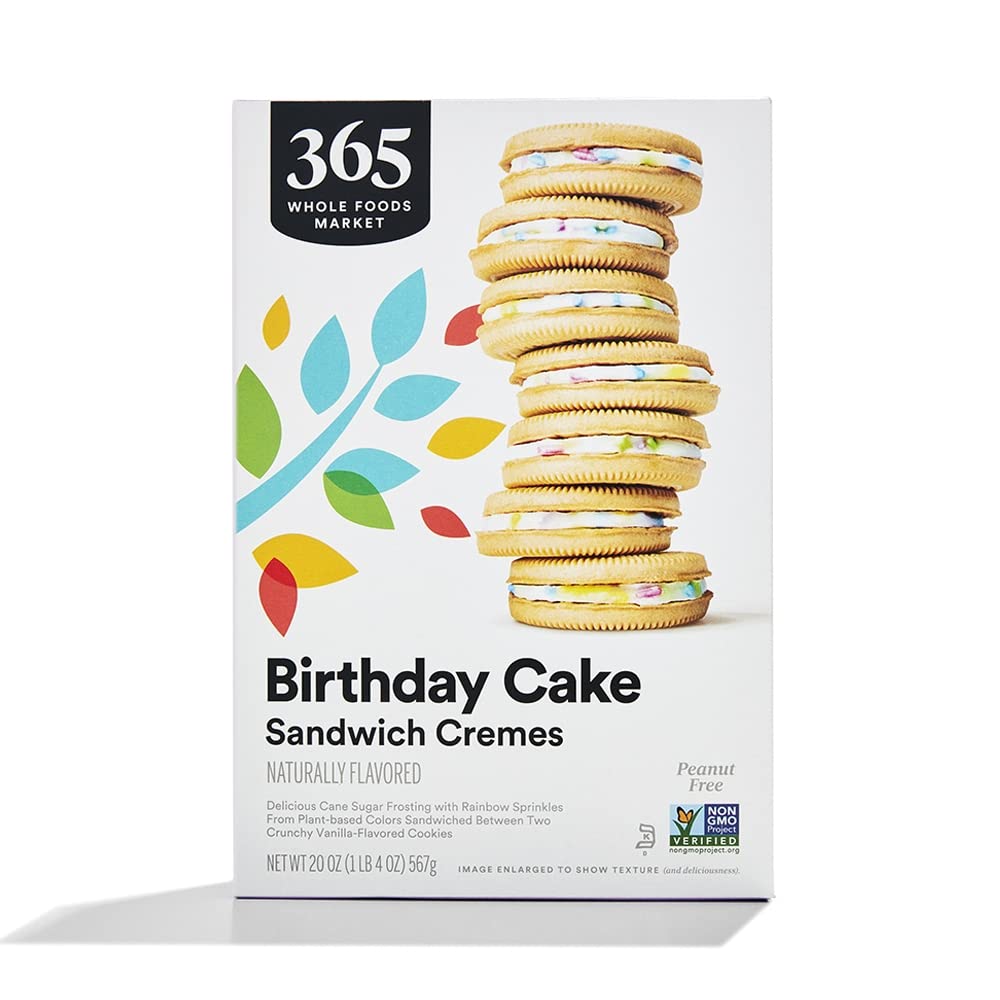 365
WHOLE FOODS
MARKET
Birthday Cake
Sandwich Cremes
NATURALLY FLAVORED
Delicious Cane Sugar Frosting with Rainbow Sprinkles
From Plant-based Colors Sandwiched Between Two
Crunchy Vanilla-Flavored Cookies
NET WT 20 OZ (1 LB 4 OZ) 567g
Peanut
Free
NON
GMO
Project
VERIFIED
nongmoproject.org
K
D
IMAGE ENLARGED TO SHOW TEXTURE (and deliciousness).